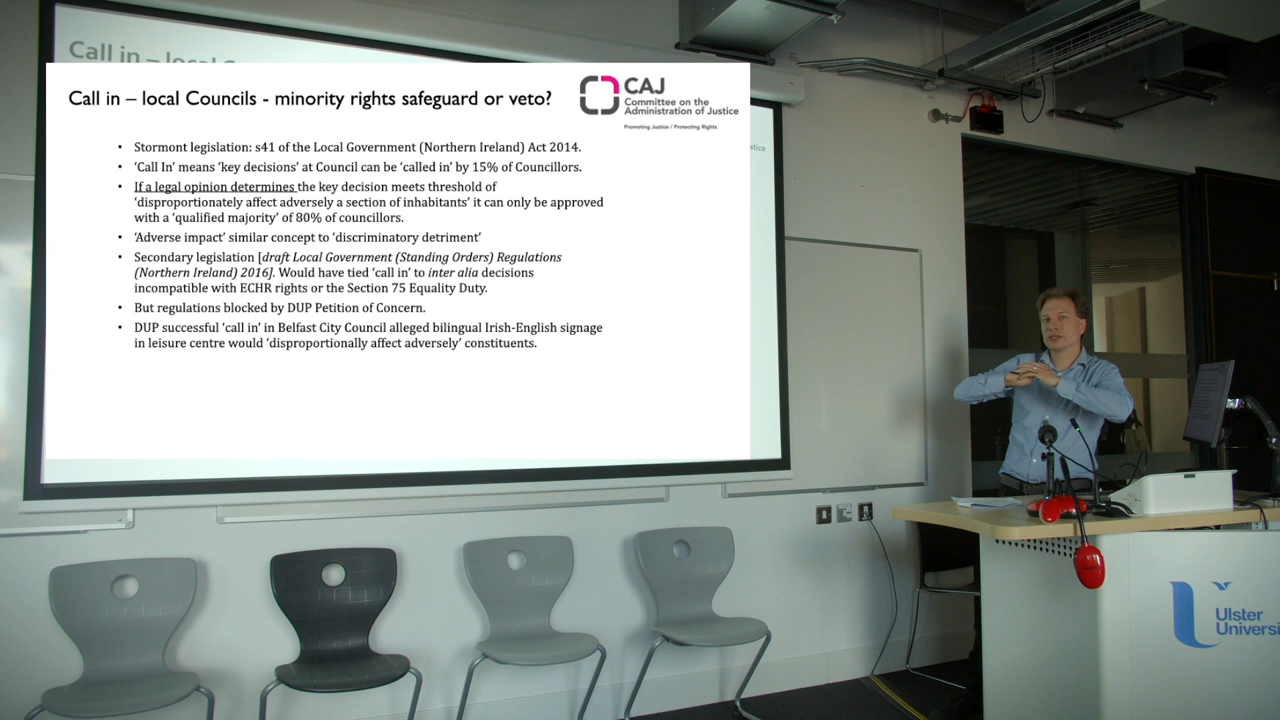 Call in – local C
Call in – local Councils - minority rights safeguard or veto?
CAJ
Committee on the
Administration of Justice
Promoting Justice / Protecting Rights
• Stormont legislation: s41 of the Local Government (Northern Ireland) Act 2014.
• ‘Call In’ means ‘key decisions’ at Council can be ‘called in’ by 15% of Councillors.
• If a legal opinion determines the key decision meets threshold of
‘disproportionately affect adversely a section of inhabitants’ it can only be approved
with a ‘qualified majority’ of 80% of councillors.
• ‘Adverse impact’ similar concept to ‘discriminatory detriment’
• Secondary legislation [draft Local Government (Standing Orders) Regulations
(Northern Ireland) 2016]. Would have tied ‘call in’ to inter alia decisions
incompatible with ECHR rights or the Section 75 Equality Duty.
• But regulations blocked by DUP Petition of Concern.
• DUP successful ‘call in’ in Belfast City Council alleged bilingual Irish-English signage
in leisure centre would ‘disproportionally affect adversely’ constituents.
stice
Ulster
Universi